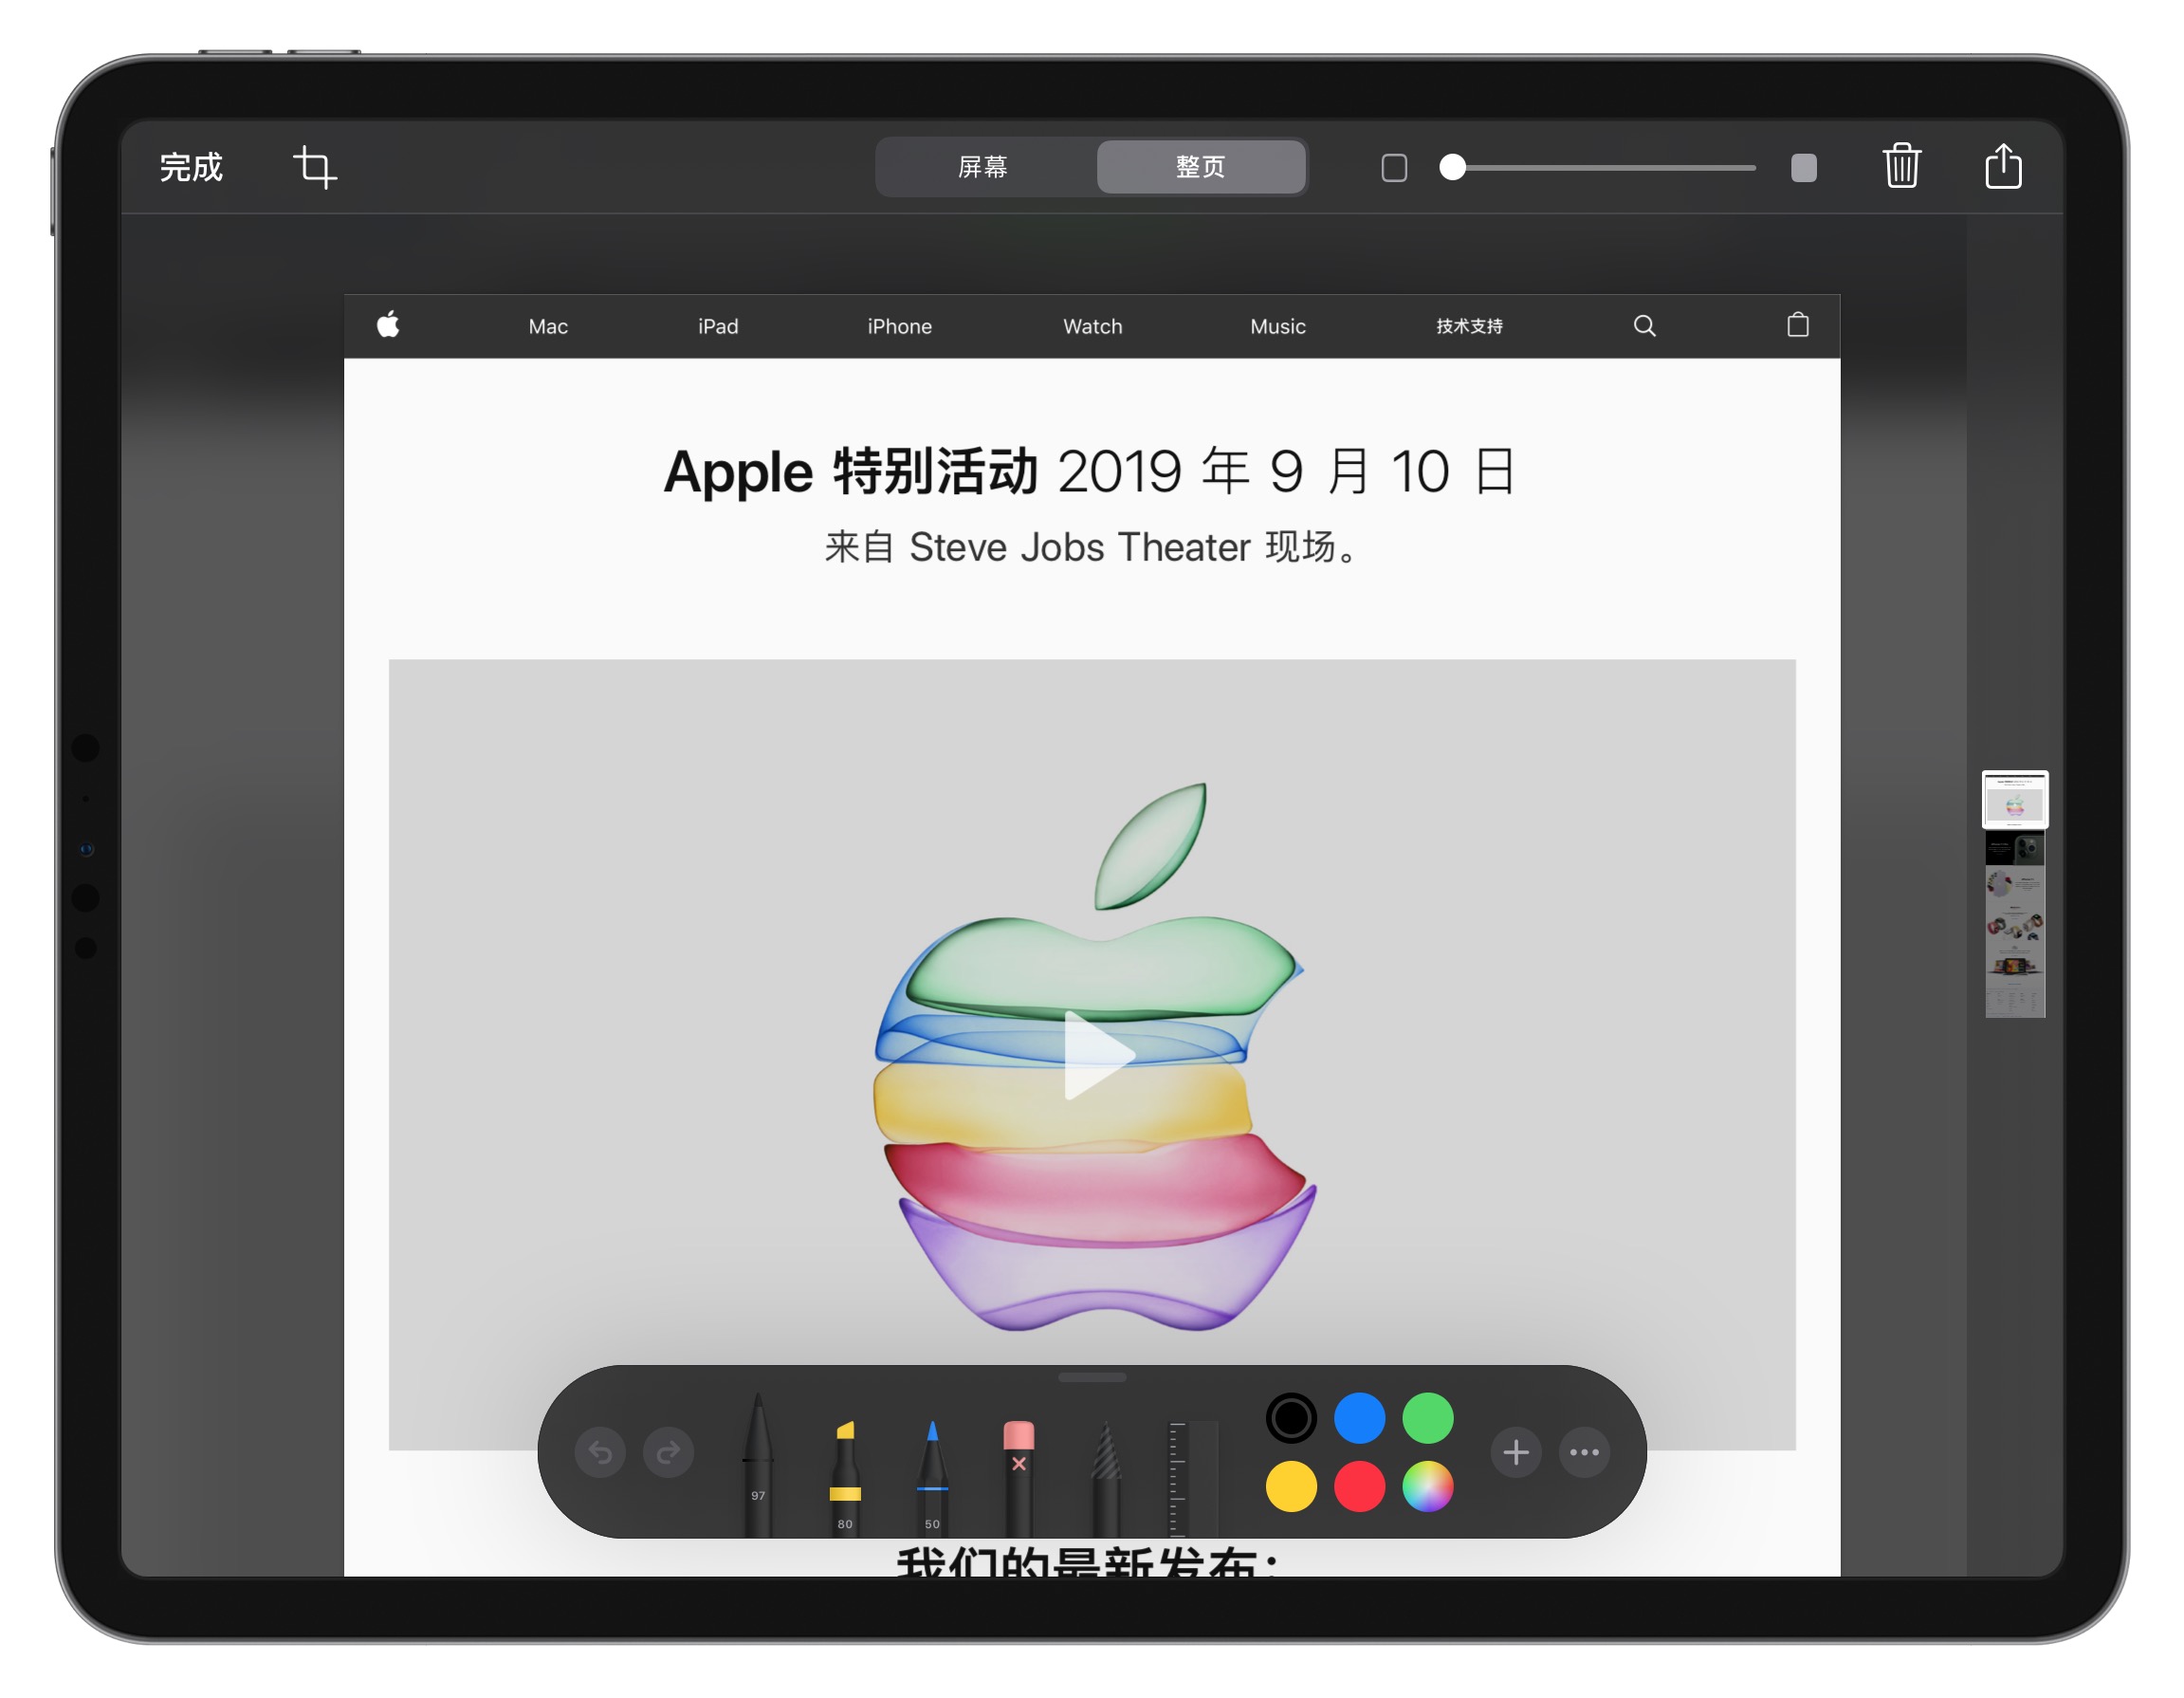 完成 屏幕 整页
Mac iPad iPhone Watch Music 技术支持
Apple 特别活动 2019 年 9 月 10 日
来自 Steve Jobs Theater 现场。
97 80 50
我们的最新发布：